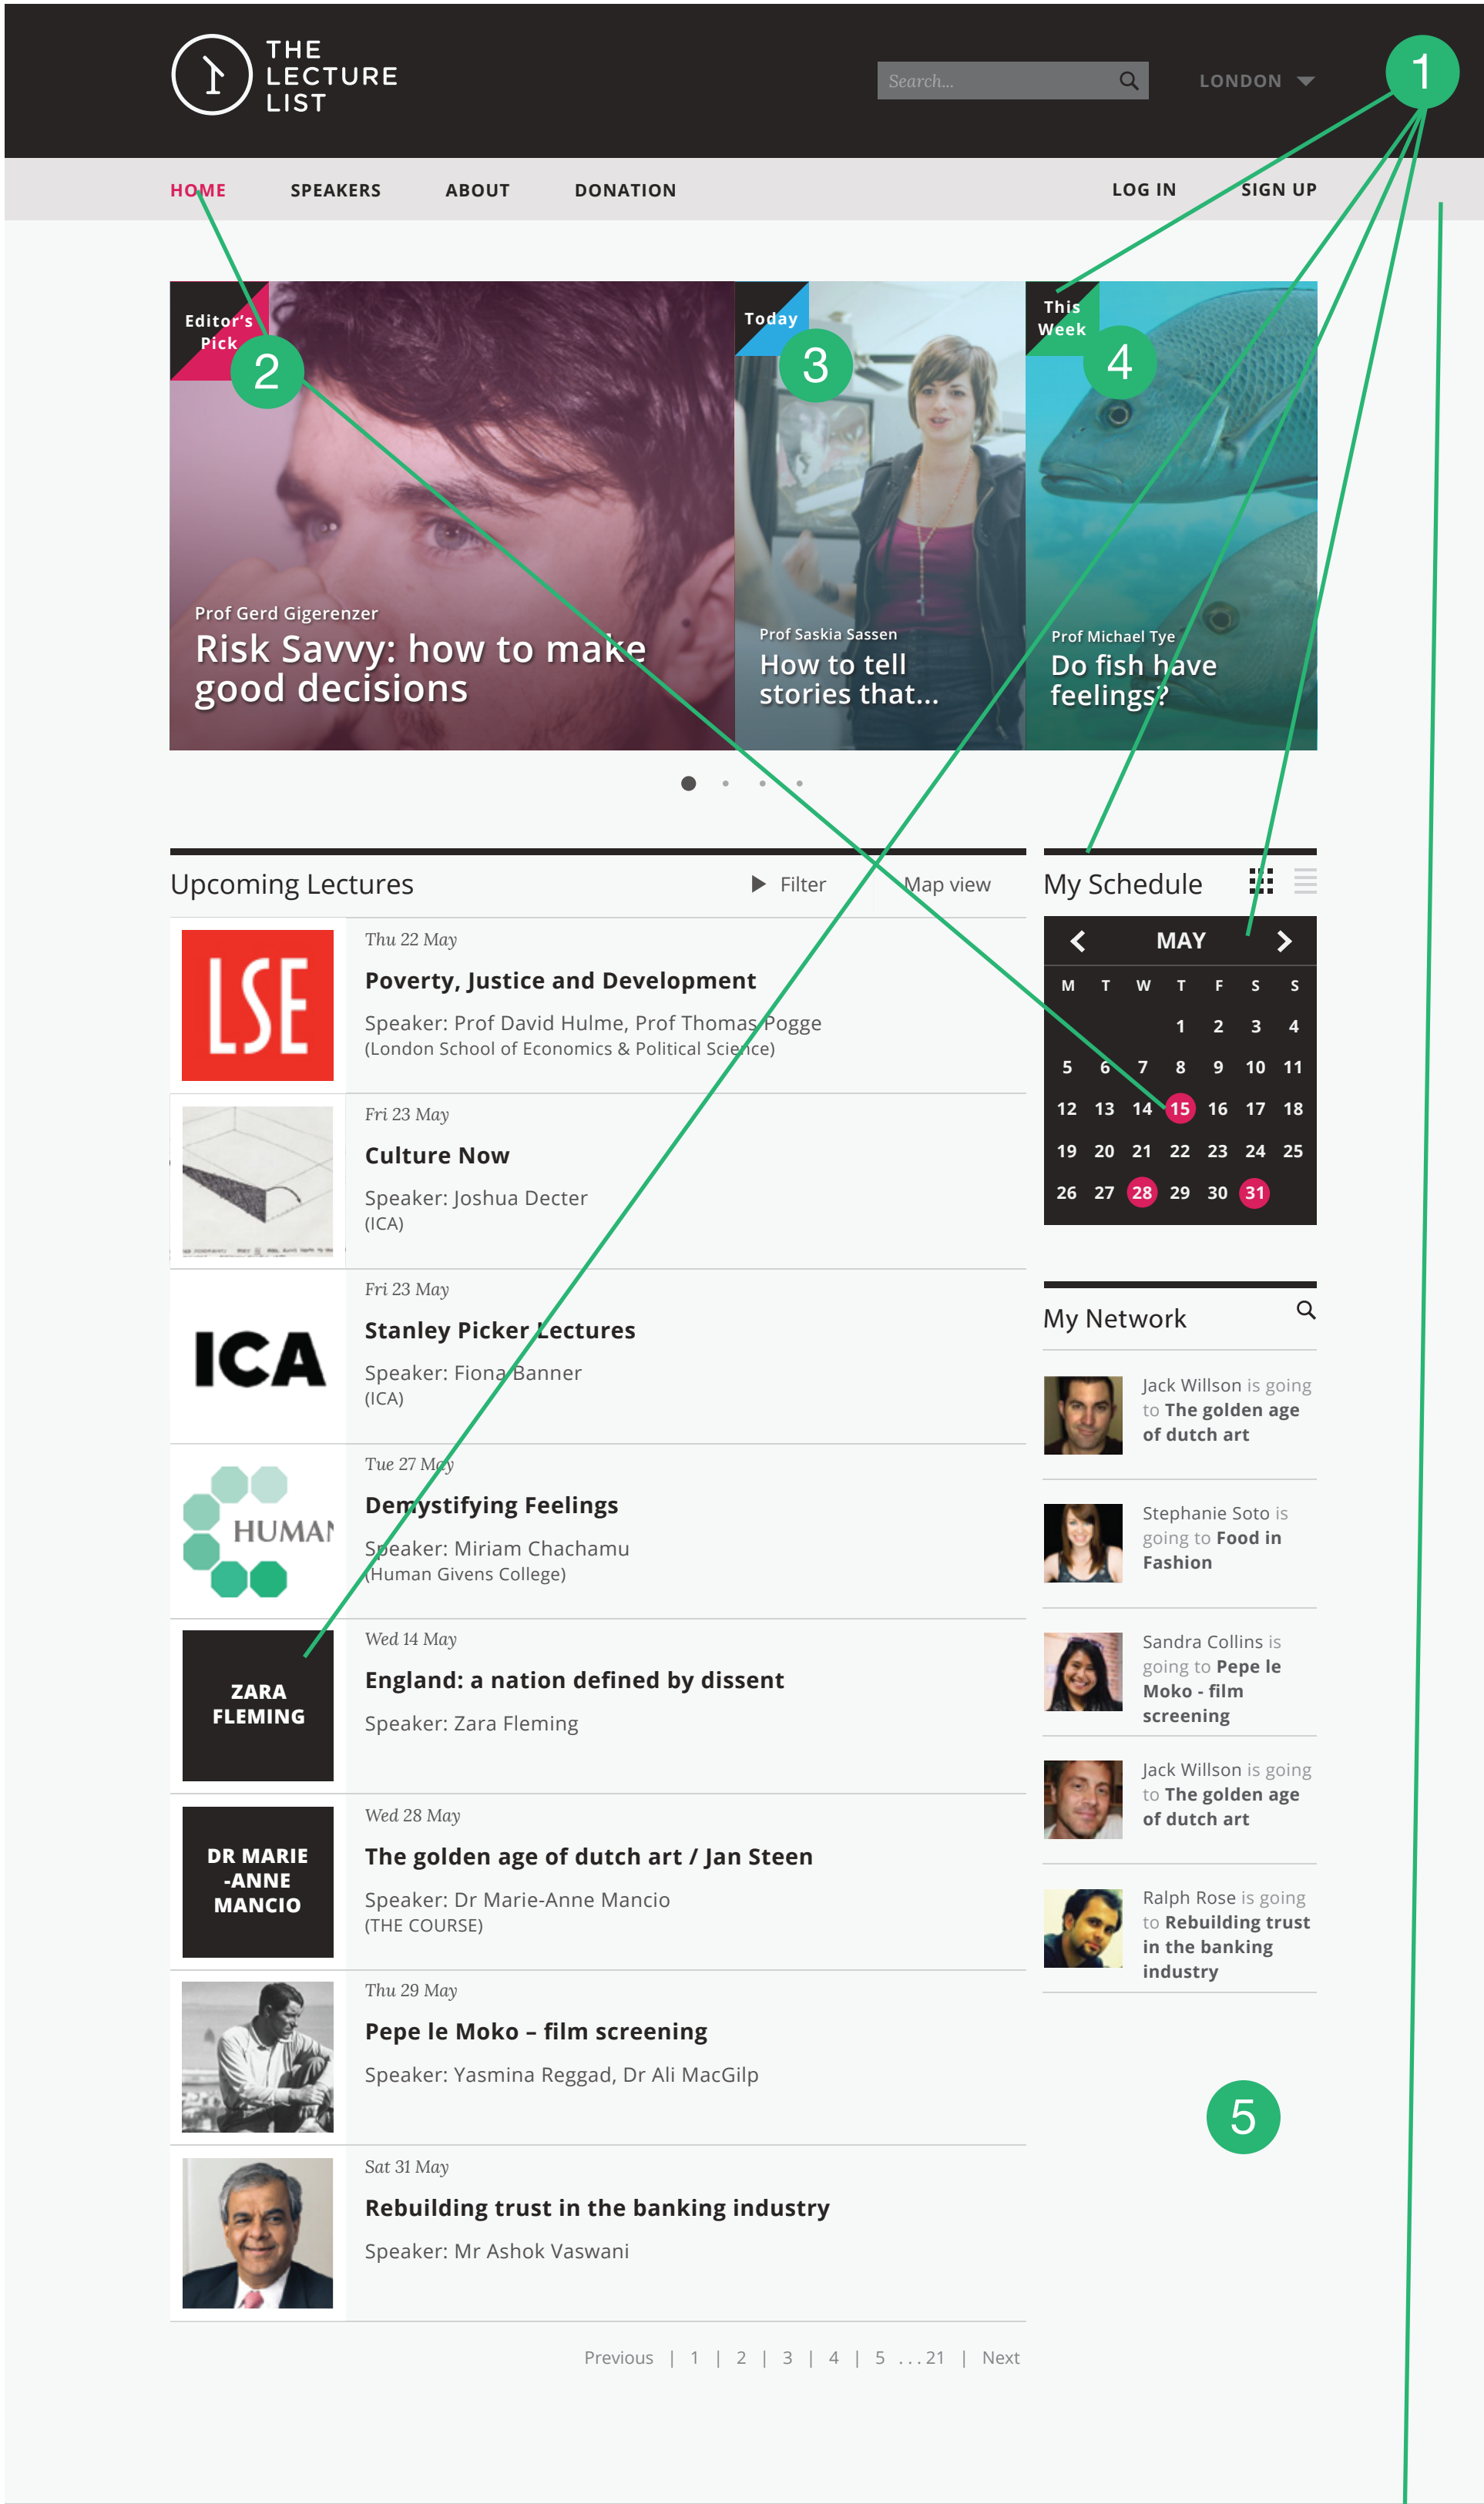 THE
LECTURE
LIST
Search...
LONDON
1
HOME SPEAKERS ABOUT DONATION LOG IN SIGN UP
Editor's
Pick
2
Prof Gerd Gigerenzer
Risk Savvy: how to make
good decisions
Today
3
Prof Saskia Sassen
How to tell
stories that...
This
Week
4
Prof Michael Tye
Do fish have
feelings?
Upcoming Lectures Filter Map view
LSE
Thu 22 May
Poverty, Justice and Development
Speaker: Prof David Hulme, Prof Thomas Pogge
(London School of Economics & Political Science)
Fri 23 May
Culture Now
Speaker: Joshua Decter
(ICA)
ICA
Fri 23 May
Stanley Picker Lectures
Speaker: Fiona Banner
(ICA)
HUMAN
Tue 27 May
Demystifying Feelings
Speaker: Miriam Chachamu
(Human Givens College)
ZARA
FLEMING
Wed 14 May
England: a nation defined by dissent
Speaker: Zara Fleming
DR MARIE
-ANNE
MANCIO
Wed 28 May
The golden age of dutch art / Jan Steen
Speaker: Dr Marie-Anne Mancio
(THE COURSE)
Thu 29 May
Pepe le Moko – film screening
Speaker: Yasmina Reggad, Dr Ali MacGilp
Sat 31 May
Rebuilding trust in the banking industry
Speaker: Mr Ashok Vaswani
Previous | 1 | 2 | 3 | 4 | 5 ...21 | Next
My Schedule
MAY
M T W T F S S
1 2 3 4
5 6 7 8 9 10 11
12 13 14 15 16 17 18
19 20 21 22 23 24 25
26 27 28 29 30 31
My Network
Jack Willson is going
to The golden age
of dutch art
Stephanie Soto is
going to Food in
Fashion
Sandra Collins is
going to Pepe le
Moko - film
screening
Jack Willson is going
to The golden age
of dutch art
Ralph Rose is going
to Rebuilding trust
in the banking
industry
5